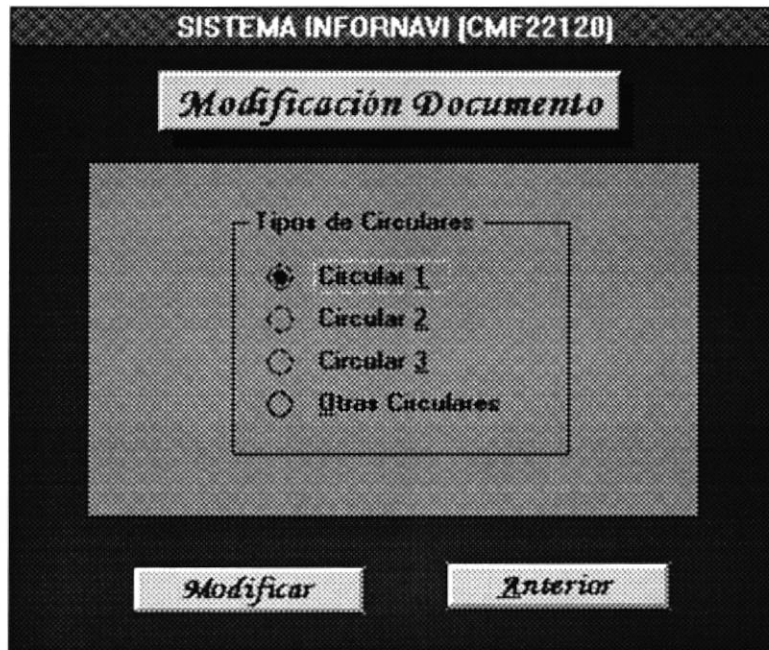 SISTEMA INFORNAVI [CMF22120]
Modificación Documento
Tipos de Circulares
Circular 1
Circular 2
Circular 3
Otras Circulares
Modificar
Anterior